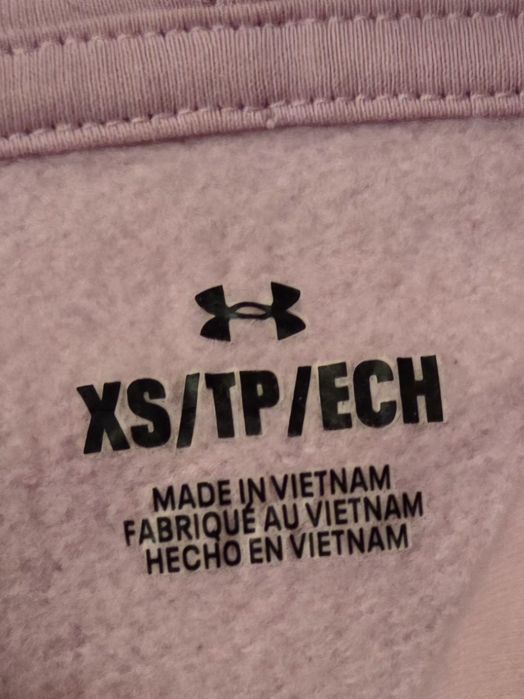 XS/TP/ECH
MADE IN VIETNAM
FABRIQUÉ AU VIETNAM
HECHO EN VIETNAM